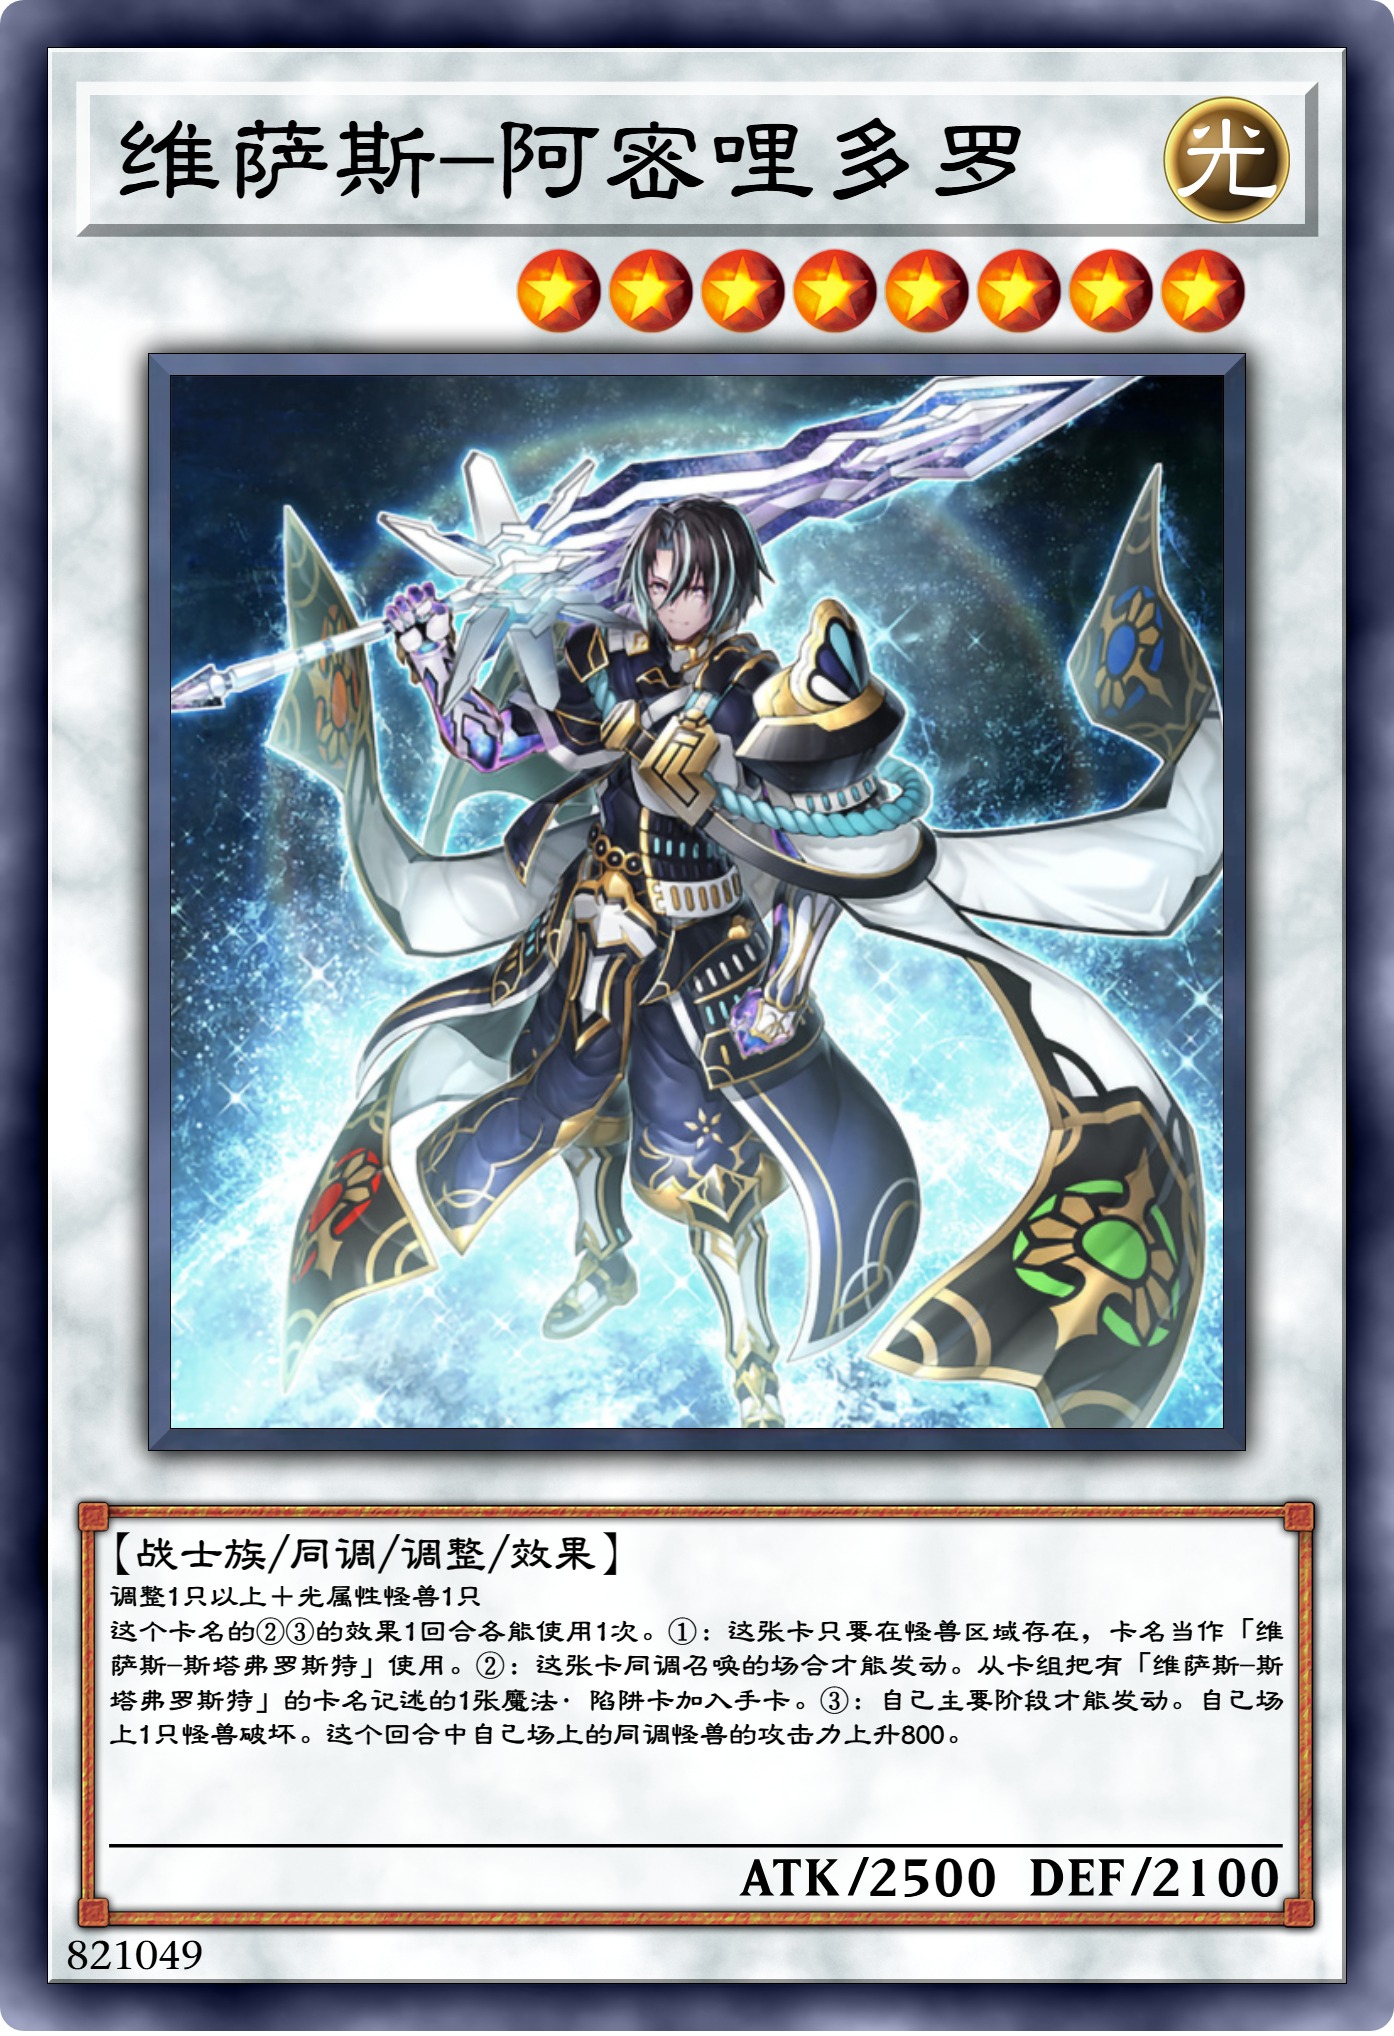 维萨斯-阿密哩多罗
光
【战士族/同调/调整/效果】
调整1只以上＋光属性怪兽1只
这个卡名的②③的效果1回合各能使用1次。①：这张卡只要在怪兽区域存在，卡名当作「维
萨斯-斯塔弗罗斯特」使用。②：这张卡同调召唤的场合才能发动。从卡组把有「维萨斯-斯
塔弗罗斯特」的卡名记述的1张魔法·陷阱卡加入手卡。③：自己主要阶段才能发动。自己场
上1只怪兽破坏。这个回合中自己场上的同调怪兽的攻击力上升800。
ATK/2500 DEF/2100
821049